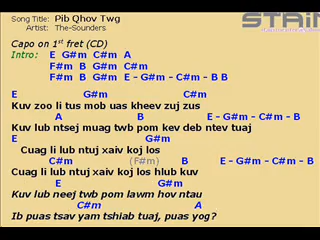 Song Title: Pib Qhov Twg
Artist: The-Sounders
STAIN
Capo on 1st fret (CD)
Intro: E G#m C#m A
F#m B G#m C#m
F#m B G#m E - G#m - C#m - B B
E G#m C#m
Kuv zoo li tus mob uas kheev zuj zus
A B E - G#m - C#m - B
Kuv lub ntsej muag twb pom kev deb ntev tuaj
E G#m
Cuag li lub ntuj xaiv koj los
C#m (F#m) B E - G#m - C#m - B
Cuag li lub ntuj xaiv koj los hlub kuv
E G#m
Kuv lub neej twb pom lawm hov ntau
C#m A
Ib puas tsav yam tshiab tuaj, puas yog?